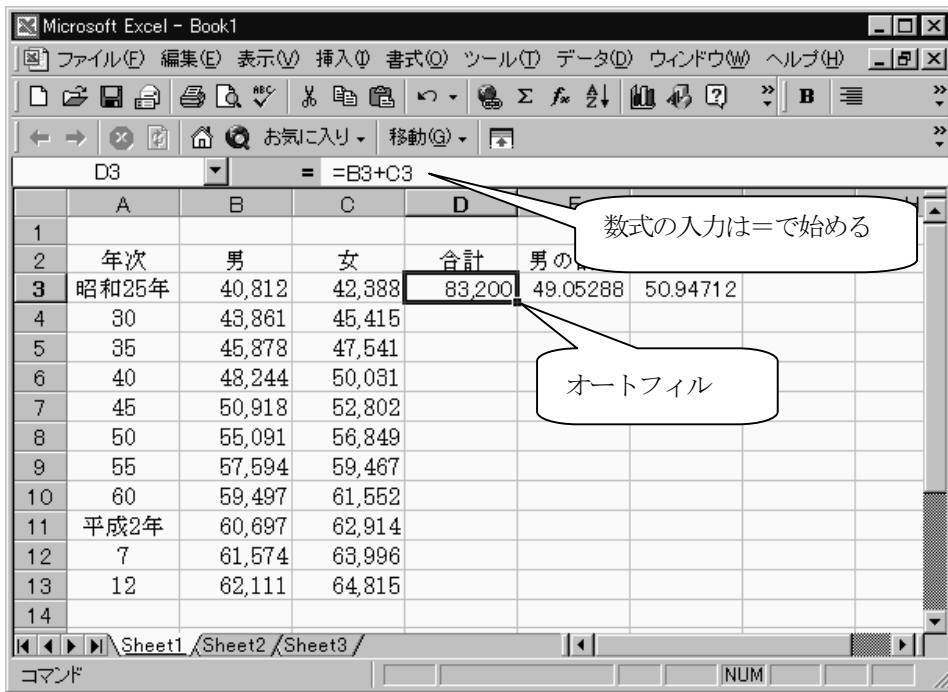 Microsoft Excel - Book1
ファイル(F) 編集(E) 表示(V) 挿入(I) 書式(O) ツール(T) データ(D) ウィンドウ(W) ヘルプ(H)
お気に入り 移動(G)
D3 = =B3+C3
数式の入力は＝で始める
A B C D
1
2 年次 男 女 合計 男の
3 昭和25年 40,812 42,388 83,200 49.05288 50.94712
4 30 43,861 45,415
5 35 45,878 47,541
オートフィル
6 40 48,244 50,031
7 45 50,918 52,802
8 50 55,091 56,849
9 55 57,594 59,467
10 60 59,497 61,552
11 平成2年 60,697 62,914
12 7 61,574 63,996
13 12 62,111 64,815
14
Sheet1 Sheet2 Sheet3
コマンド NUM